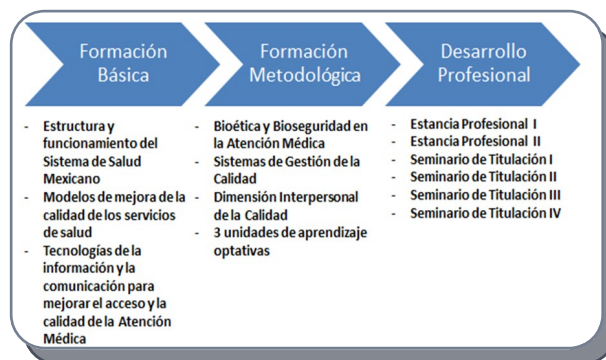 Formación
Básica
- Estructura y
funcionamiento del
Sistema de Salud
Mexicano
- Modelos de mejora de la
calidad de los servicios
de salud
- Tecnologías de la
información y la
comunicación para
mejorar el acceso y la
calidad de la Atención
Médica
Formación
Metodológica
- Bioética y Bioseguridad en
la Atención Médica
- Sistemas de Gestión de la
Calidad
- Dimensión Interpersonal
de la Calidad
- 3 unidades de aprendizaje
optativas
Desarrollo
Profesional
- Estancia Profesional I
- Estancia Profesional II
- Seminario de Titulación I
- Seminario de Titulación II
- Seminario de Titulación III
- Seminario de Titulación IV